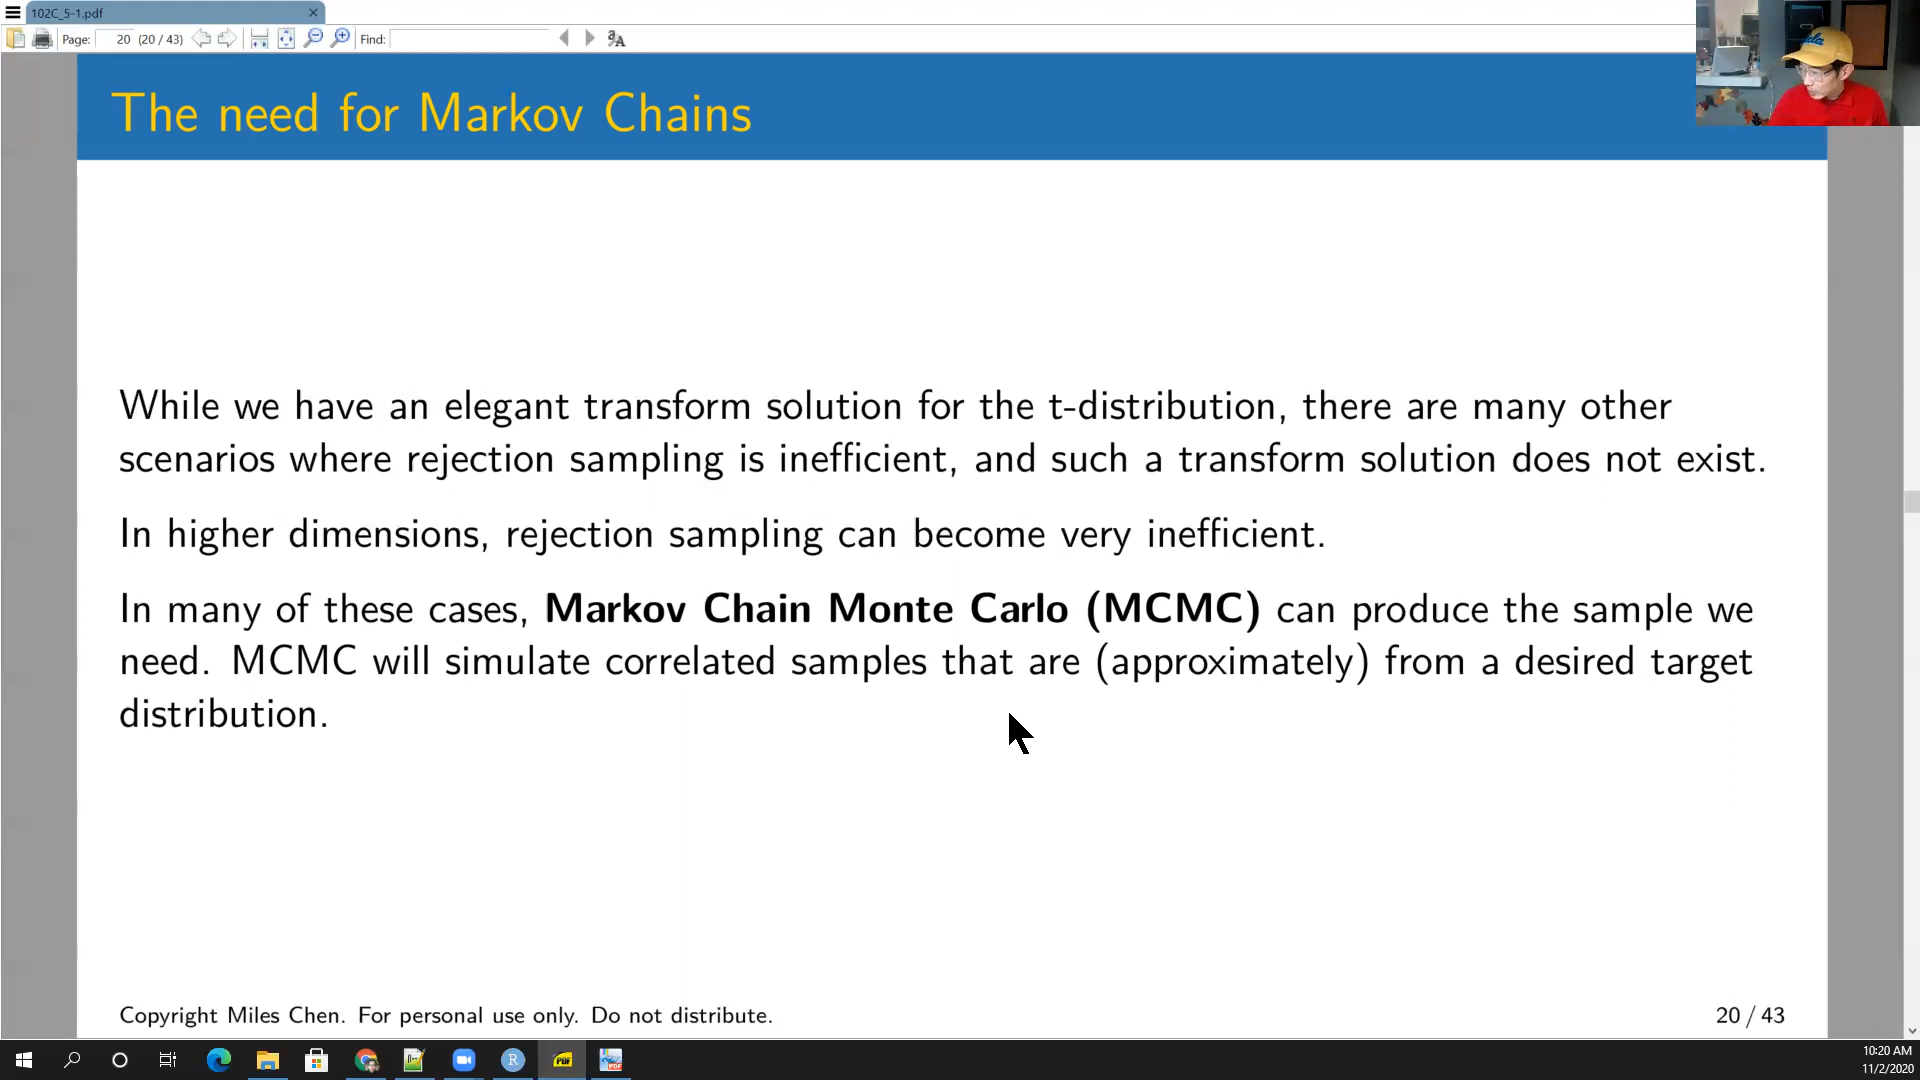 102C_5-1.pdf
Page: 20 (20 / 43) Find:
The need for Markov Chains
While we have an elegant transform solution for the t-distribution, there are many other
scenarios where rejection sampling is inefficient, and such a transform solution does not exist.
In higher dimensions, rejection sampling can become very inefficient.
In many of these cases, Markov Chain Monte Carlo (MCMC) can produce the sample we
need. MCMC will simulate correlated samples that are (approximately) from a desired target
distribution.
Copyright Miles Chen. For personal use only. Do not distribute.
20 / 43
10:20 AM
11/2/2020